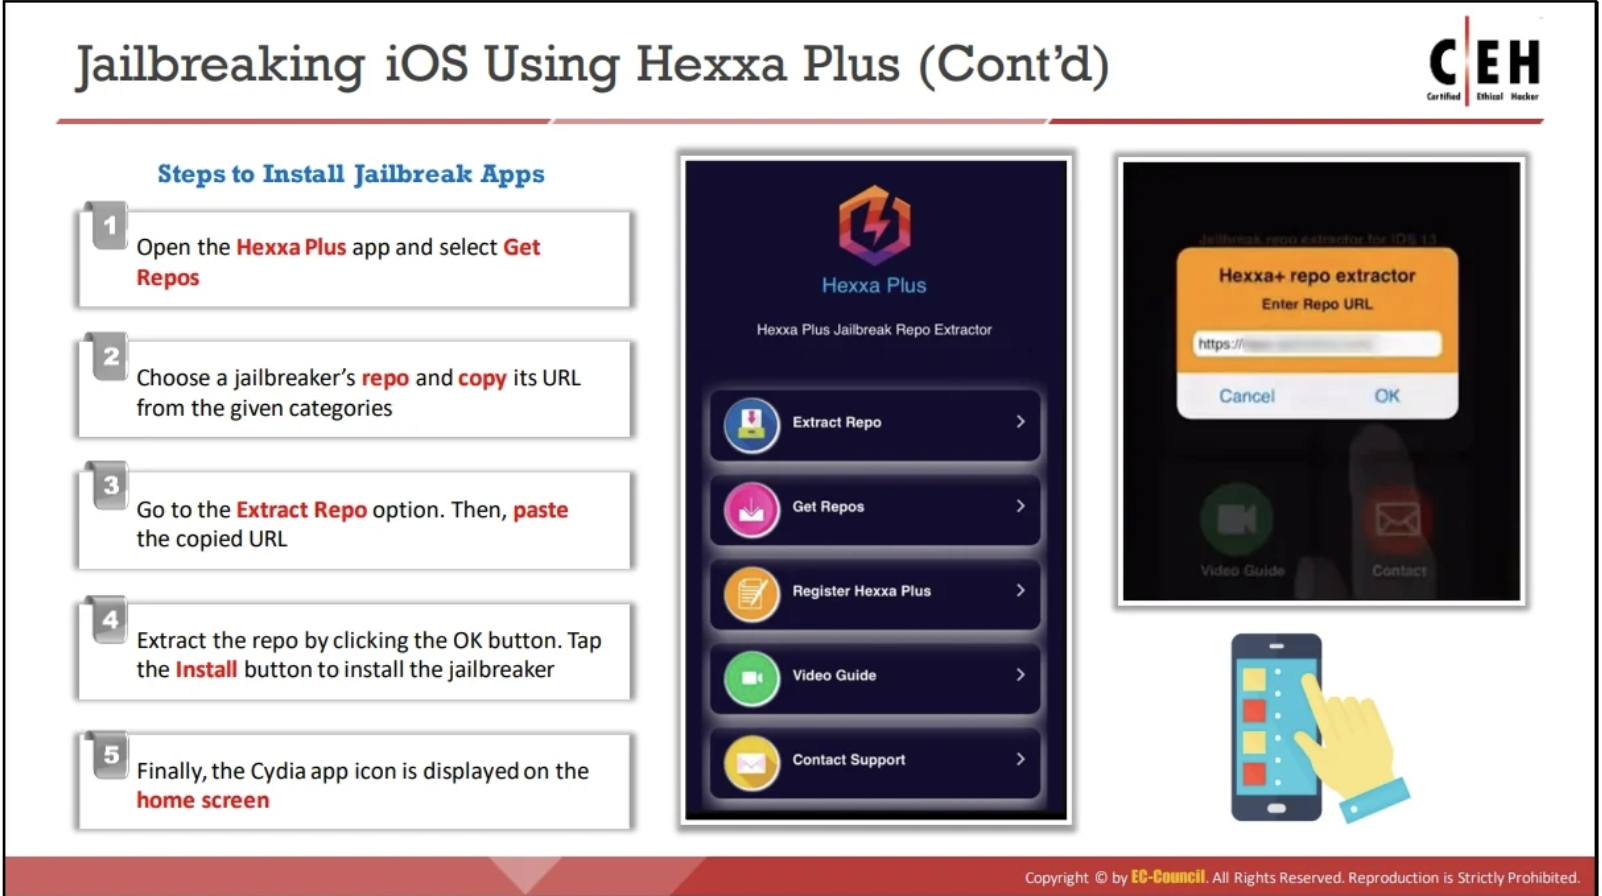 Jailbreaking iOS Using Hexxa Plus (Cont’d)
C|EH
Certified Ethical Hacker
Steps to Install Jailbreak Apps
1
Open the Hexxa Plus app and select Get
Repos
2
Choose a jailbreaker’s repo and copy its URL
from the given categories
3
Go to the Extract Repo option. Then, paste
the copied URL
4
Extract the repo by clicking the OK button. Tap
the Install button to install the jailbreaker
5
Finally, the Cydia app icon is displayed on the
home screen
Hexxa Plus
Hexxa Plus Jailbreak Repo Extractor
Extract Repo
Get Repos
Register Hexxa Plus
Video Guide
Contact Support
Jailbreak repo extractor for iOS 13
Hexxa+ repo extractor
Enter Repo URL
https://
Cancel
OK
Video Guide
Contact
Copyright © by EC-Council. All Rights Reserved. Reproduction is Strictly Prohibited.